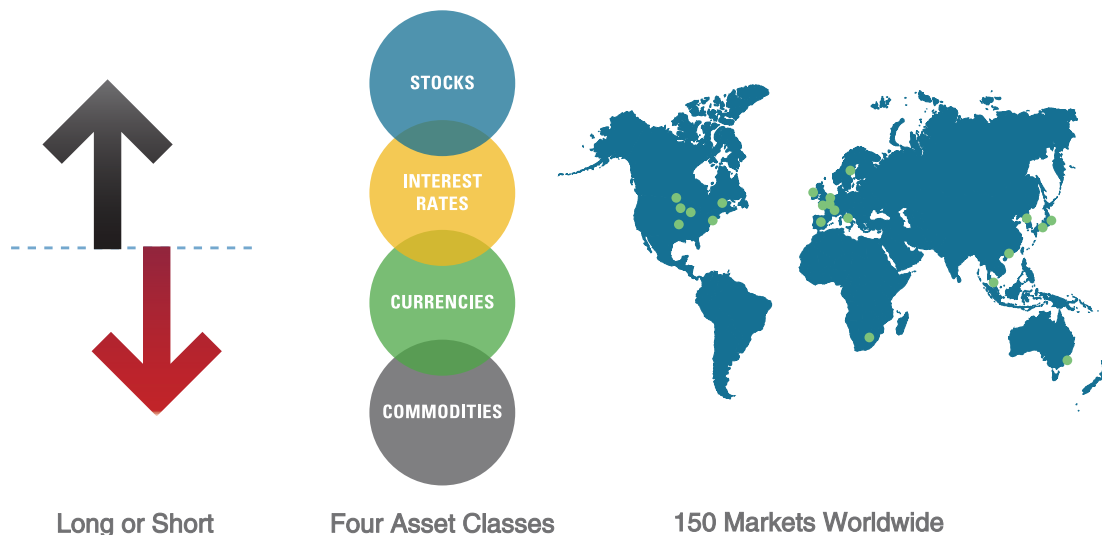 STOCKS
INTEREST
RATES
CURRENCIES
COMMODITIES
Long or Short
Four Asset Classes
150 Markets Worldwide